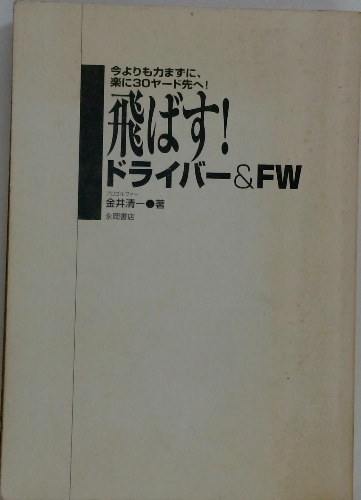 今よりも力まずに、
楽に30ヤード先へ!
飛ばす!
ドライバー&FW
プロゴルファー
金井清一●著
永岡書店